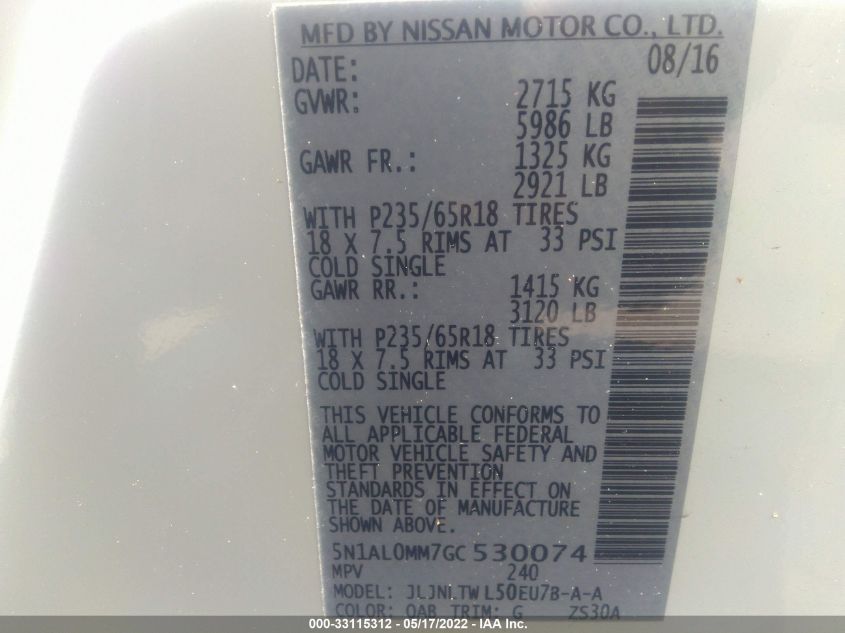 MFD BY NISSAN MOTOR CO., LTD.
DATE: 08/16
GVWR: 2715 KG
5986 LB
GAWR FR.: 1325 KG
2921 LB
WITH P235/65R18 TIRES
18 X 7.5 RIMS AT 33 PSI
COLD SINGLE
GAWR RR.: 1415 KG
3120 LB
WITH P235/65R18 TIRES
18 X 7.5 RIMS AT 33 PSI
COLD SINGLE
THIS VEHICLE CONFORMS TO
ALL APPLICABLE FEDERAL
MOTOR VEHICLE SAFETY AND
THEFT PREVENTION
STANDARDS IN EFFECT ON
THE DATE OF MANUFACTURE
SHOWN ABOVE.
5N1AL0MM7GC530074
MPV 240
MODEL: JLJNLTWL50EU7B-A-A
COLOR: QAB TRIM: G ZS30A
000-33115312 - 05/17/2022 - IAA Inc.